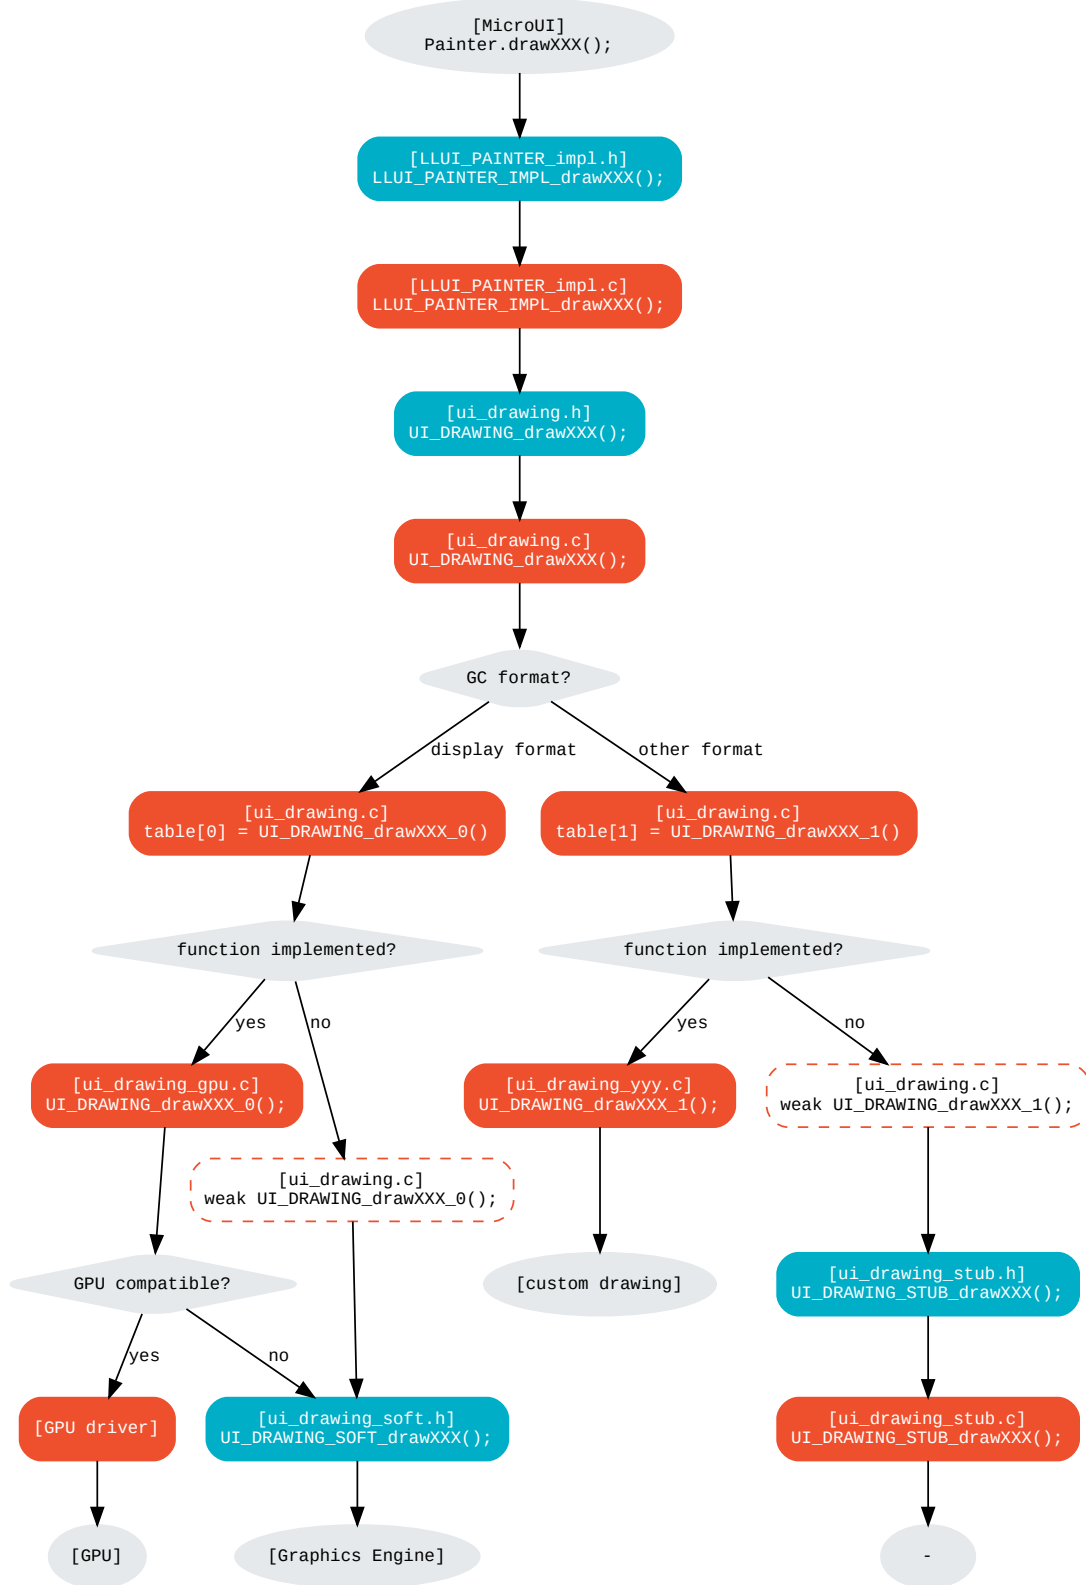 [MicroUI]
Painter.drawXXX();
[LLUI_PAINTER_impl.h]
LLUI_PAINTER_IMPL_drawXXX();
[LLUI_PAINTER_impl.c]
LLUI_PAINTER_IMPL_drawXXX();
[ui_drawing.h]
UI_DRAWING_drawXXX();
[ui_drawing.c]
UI_DRAWING_drawXXX();
GC format?
display format
other format
[ui_drawing.c]
table[0] = UI_DRAWING_drawXXX_0()
[ui_drawing.c]
table[1] = UI_DRAWING_drawXXX_1()
function implemented?
function implemented?
yes
no
yes
no
[ui_drawing_gpu.c]
UI_DRAWING_drawXXX_0();
[ui_drawing_yyy.c]
UI_DRAWING_drawXXX_1();
[ui_drawing.c]
weak UI_DRAWING_drawXXX_1();
[ui_drawing.c]
weak UI_DRAWING_drawXXX_0();
GPU compatible?
[custom drawing]
[ui_drawing_stub.h]
UI_DRAWING_STUB_drawXXX();
yes
no
[GPU driver]
[ui_drawing_soft.h]
UI_DRAWING_SOFT_drawXXX();
[ui_drawing_stub.c]
UI_DRAWING_STUB_drawXXX();
[GPU]
[Graphics Engine]
-